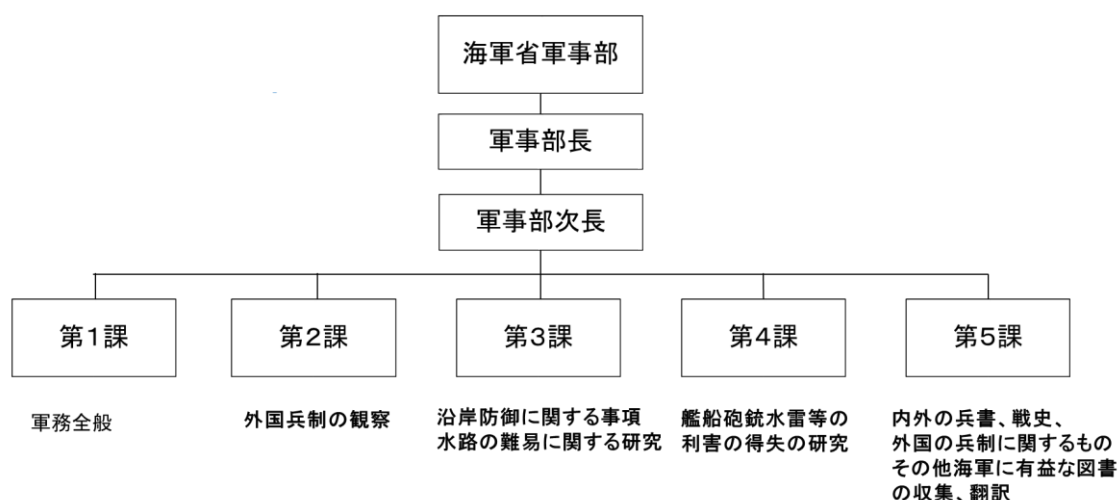 海軍省軍事部
軍事部長
軍事部次長
第1課
第2課
第3課
第4課
第5課
軍務全般
外国兵制の観察
沿岸防御に関する事項
水路の難易に関する研究
艦船砲銃水雷等の
利害の得失の研究
内外の兵書、戦史、
外国の兵制に関するもの
その他海軍に有益な図書
の収集、翻訳